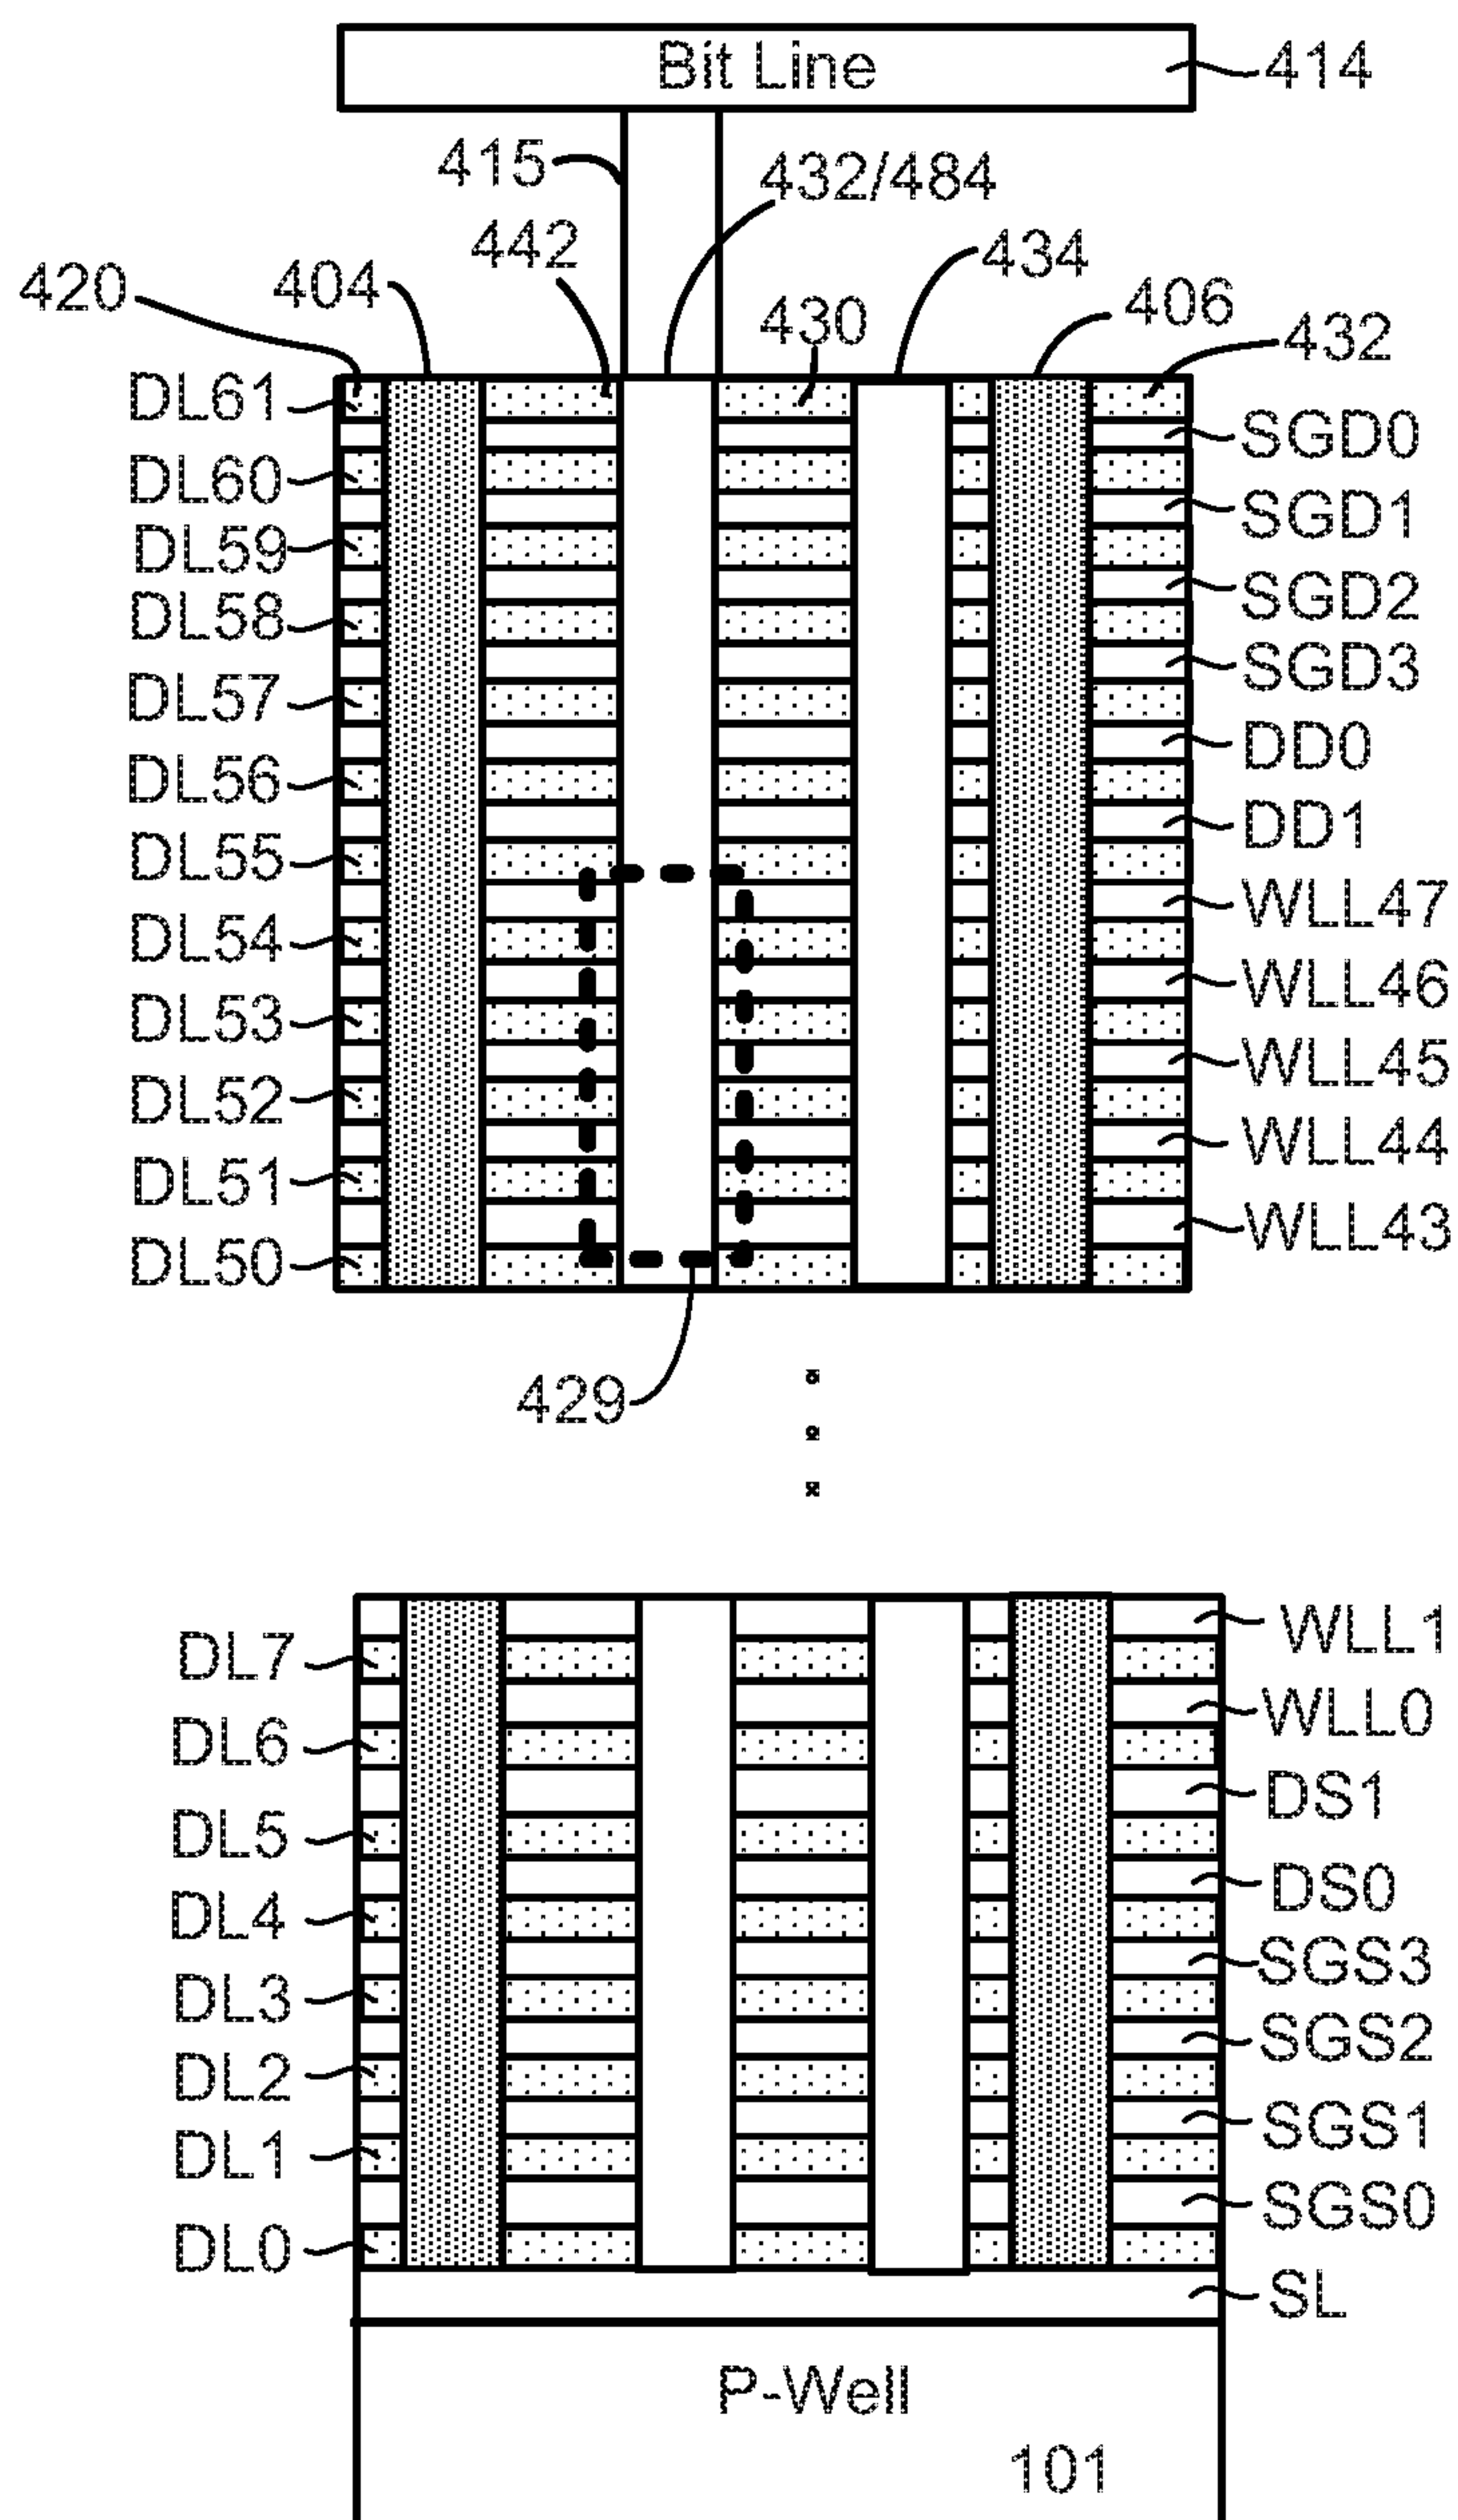 Bit Line 414
415 432/484
442 434
420 404 430 406 432
DL61
SGD0
DL60
SGD1
DL59
SGD2
DL58
SGD3
DL57
DD0
DL56
DD1
DL55
WLL47
DL54
WLL46
DL53
WLL45
DL52
WLL44
DL51
WLL43
DL50
429
WLL1
DL7
WLL0
DL6
DS1
DL5
DS0
DL4
SGS3
DL3
SGS2
DL2
SGS1
DL1
SGS0
DL0
SL
P-Well
101